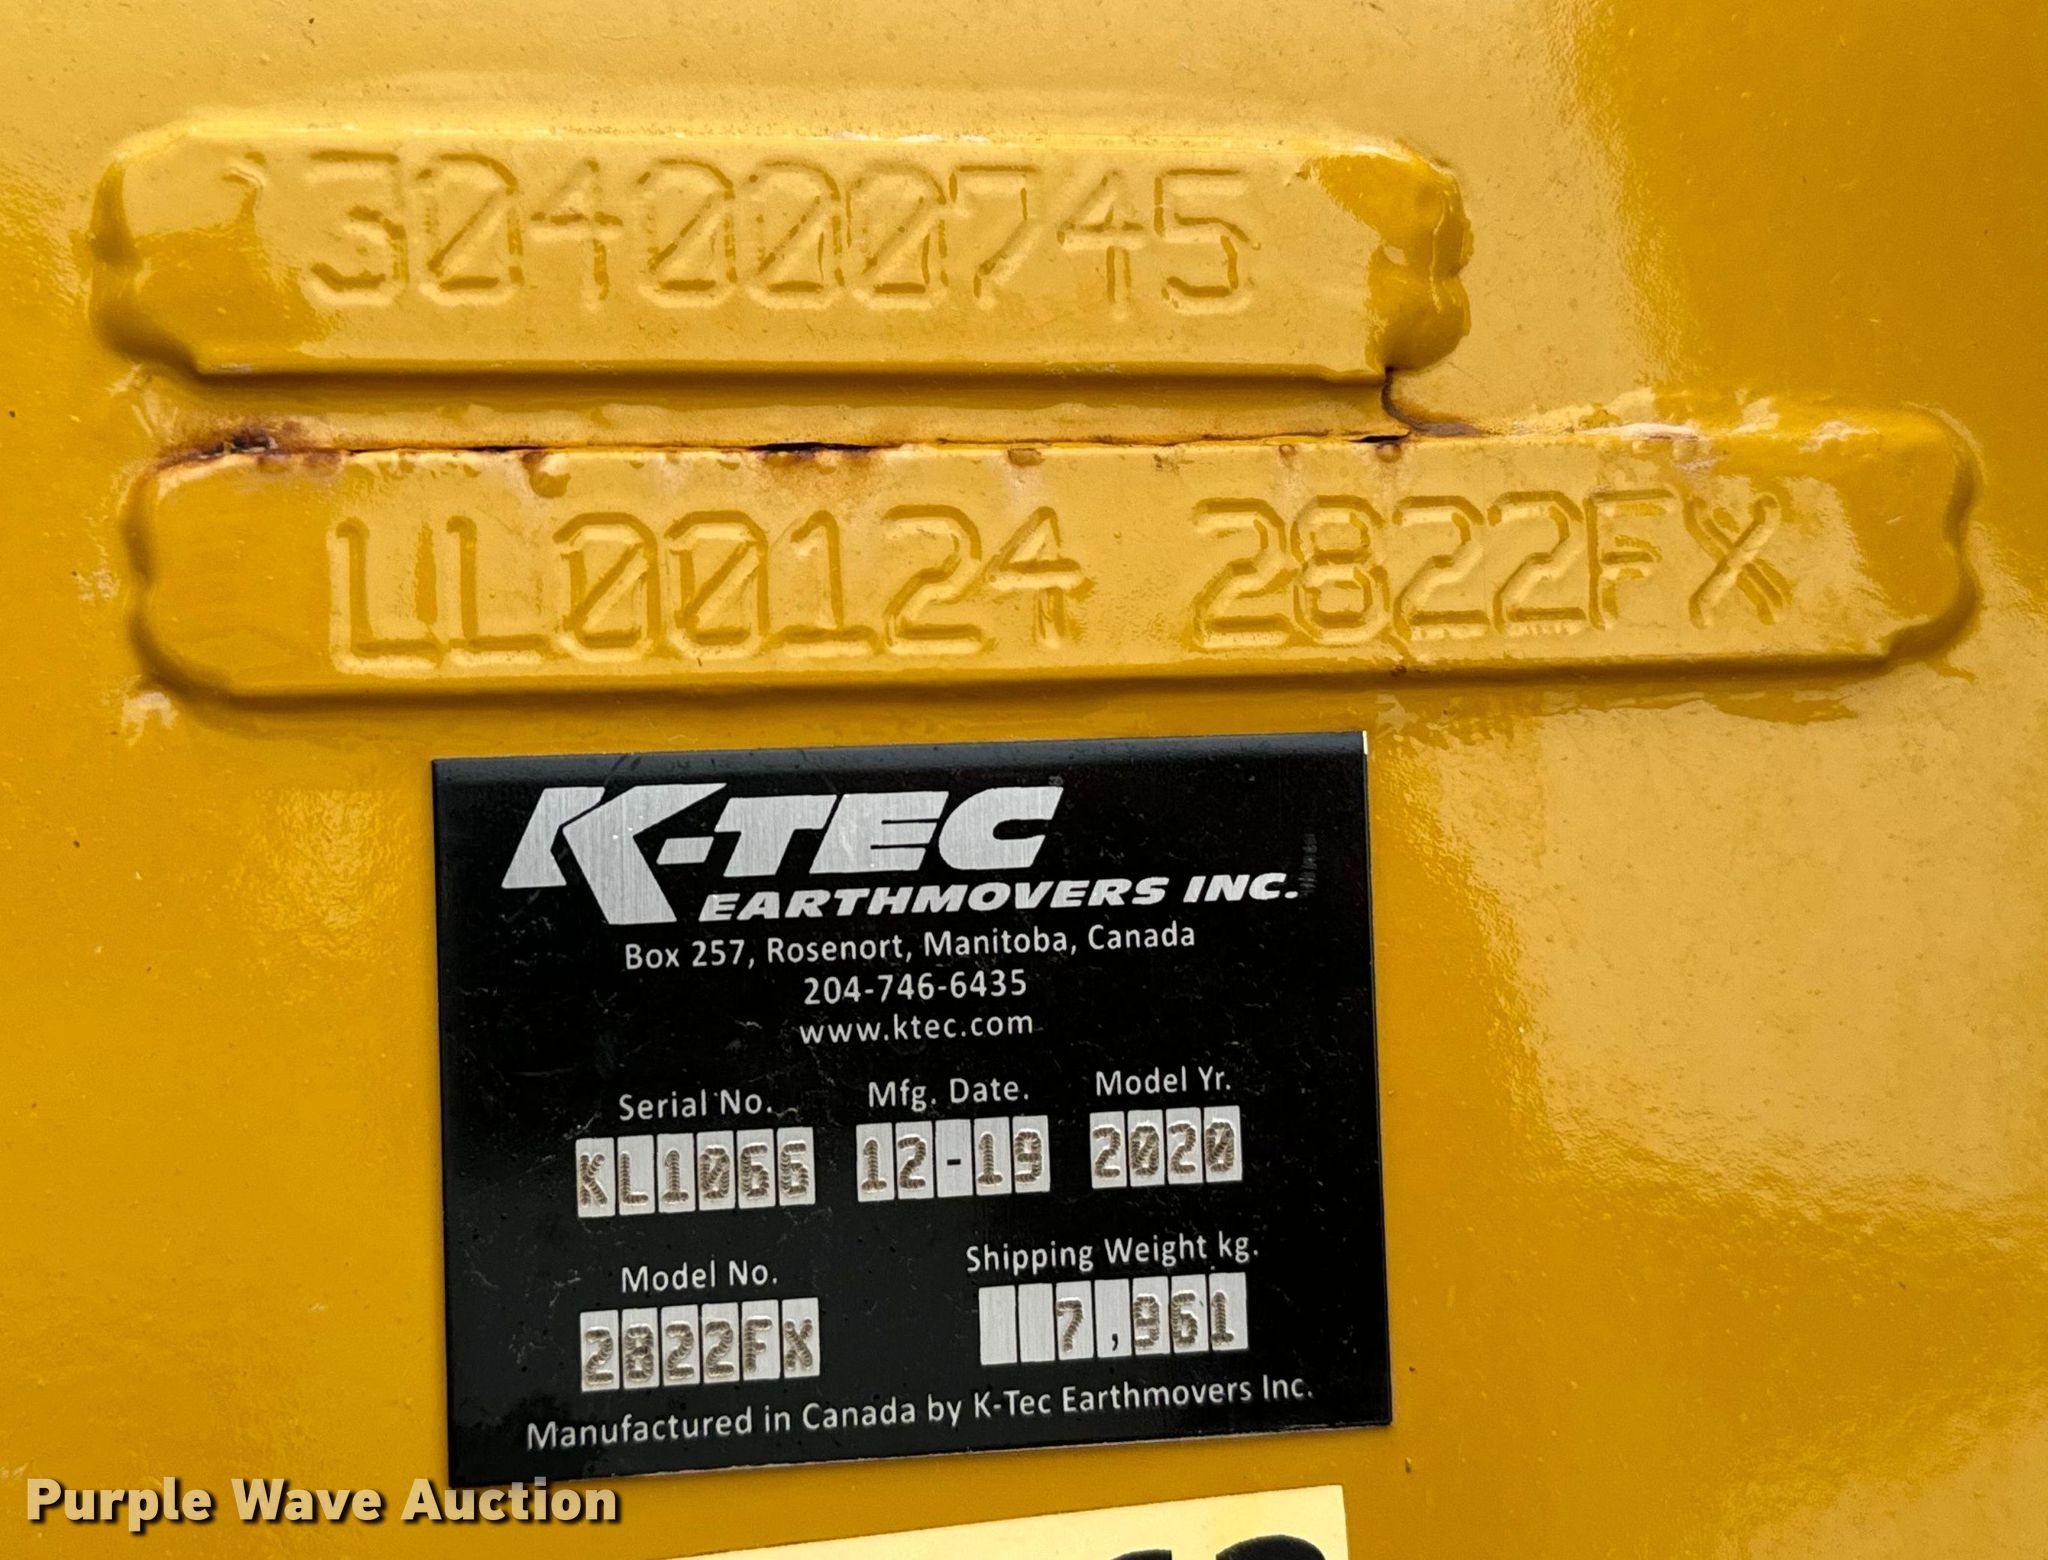 304000745
LL00124 2822FX
K-TEC
EARTHMOVERS INC.
Box 257, Rosenort, Manitoba, Canada
204-746-6435
www.ktec.com
Serial No. Mfg. Date. Model Yr.
KL1066 12-19 2020
Model No. Shipping Weight kg.
2822FX 7,961
Manufactured in Canada by K-Tec Earthmovers Inc.
Purple Wave Auction